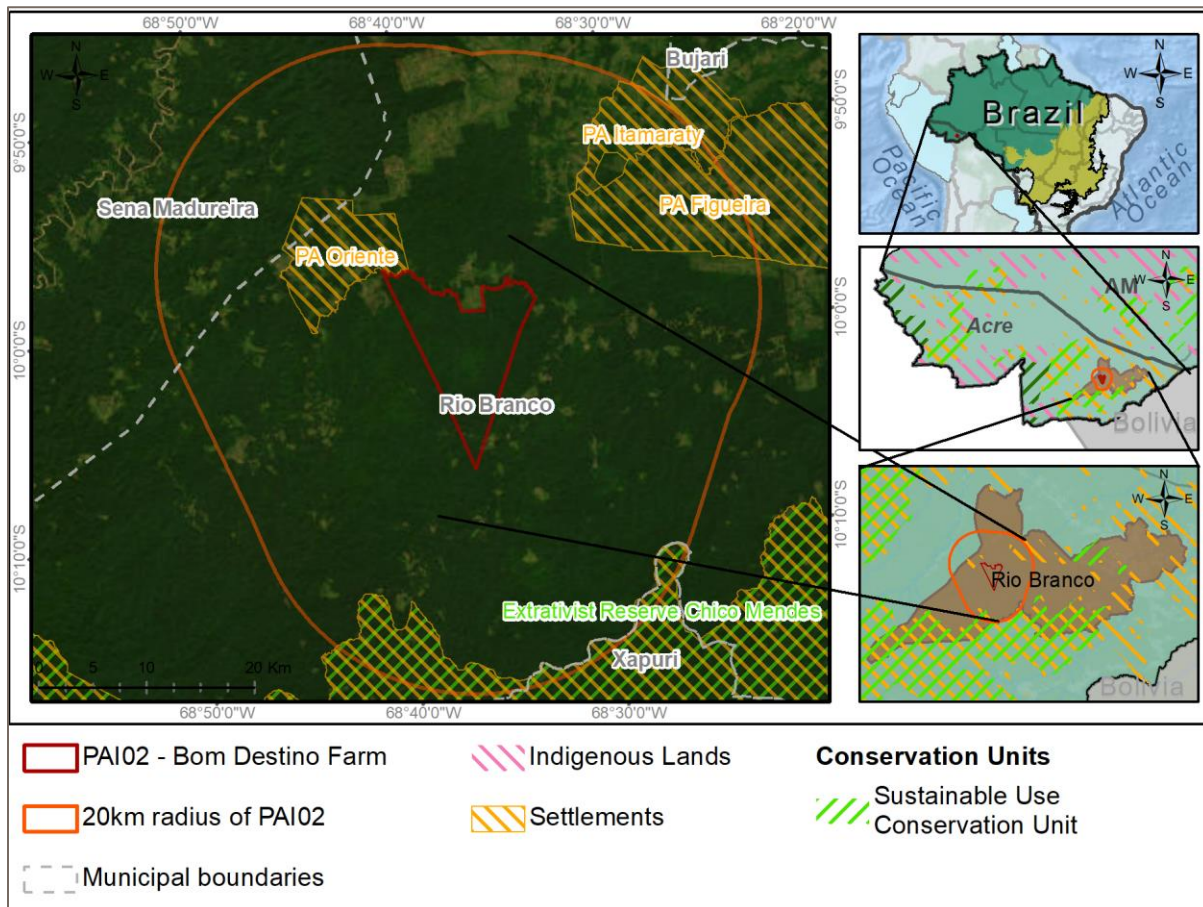 68°50'0"W
68°40'0"W
68°30'0"W
68°20'0"W
N
W E
S
Bujari
PA Itamaraty
PA Figueira
Sena Madureira
PA Oriente
Rio Branco
Extrativist Reserve Chico Mendes
Xapuri
0 5 10 20 Km
9°50'0"S
10°0'0"S
10°10'0"S
9°50'0"S
10°0'0"S
10°10'0"S
68°50'0"W
68°40'0"W
68°30'0"W
N
W E
S
Brazil
Pacific
Ocean
Atlantic
Ocean
N
W E
S
AM
Acre
Bolivia
N
W E
S
Rio Branco
Bolivia
PAI02 - Bom Destino Farm
20km radius of PAI02
Municipal boundaries
Indigenous Lands
Settlements
Conservation Units
Sustainable Use
Conservation Unit